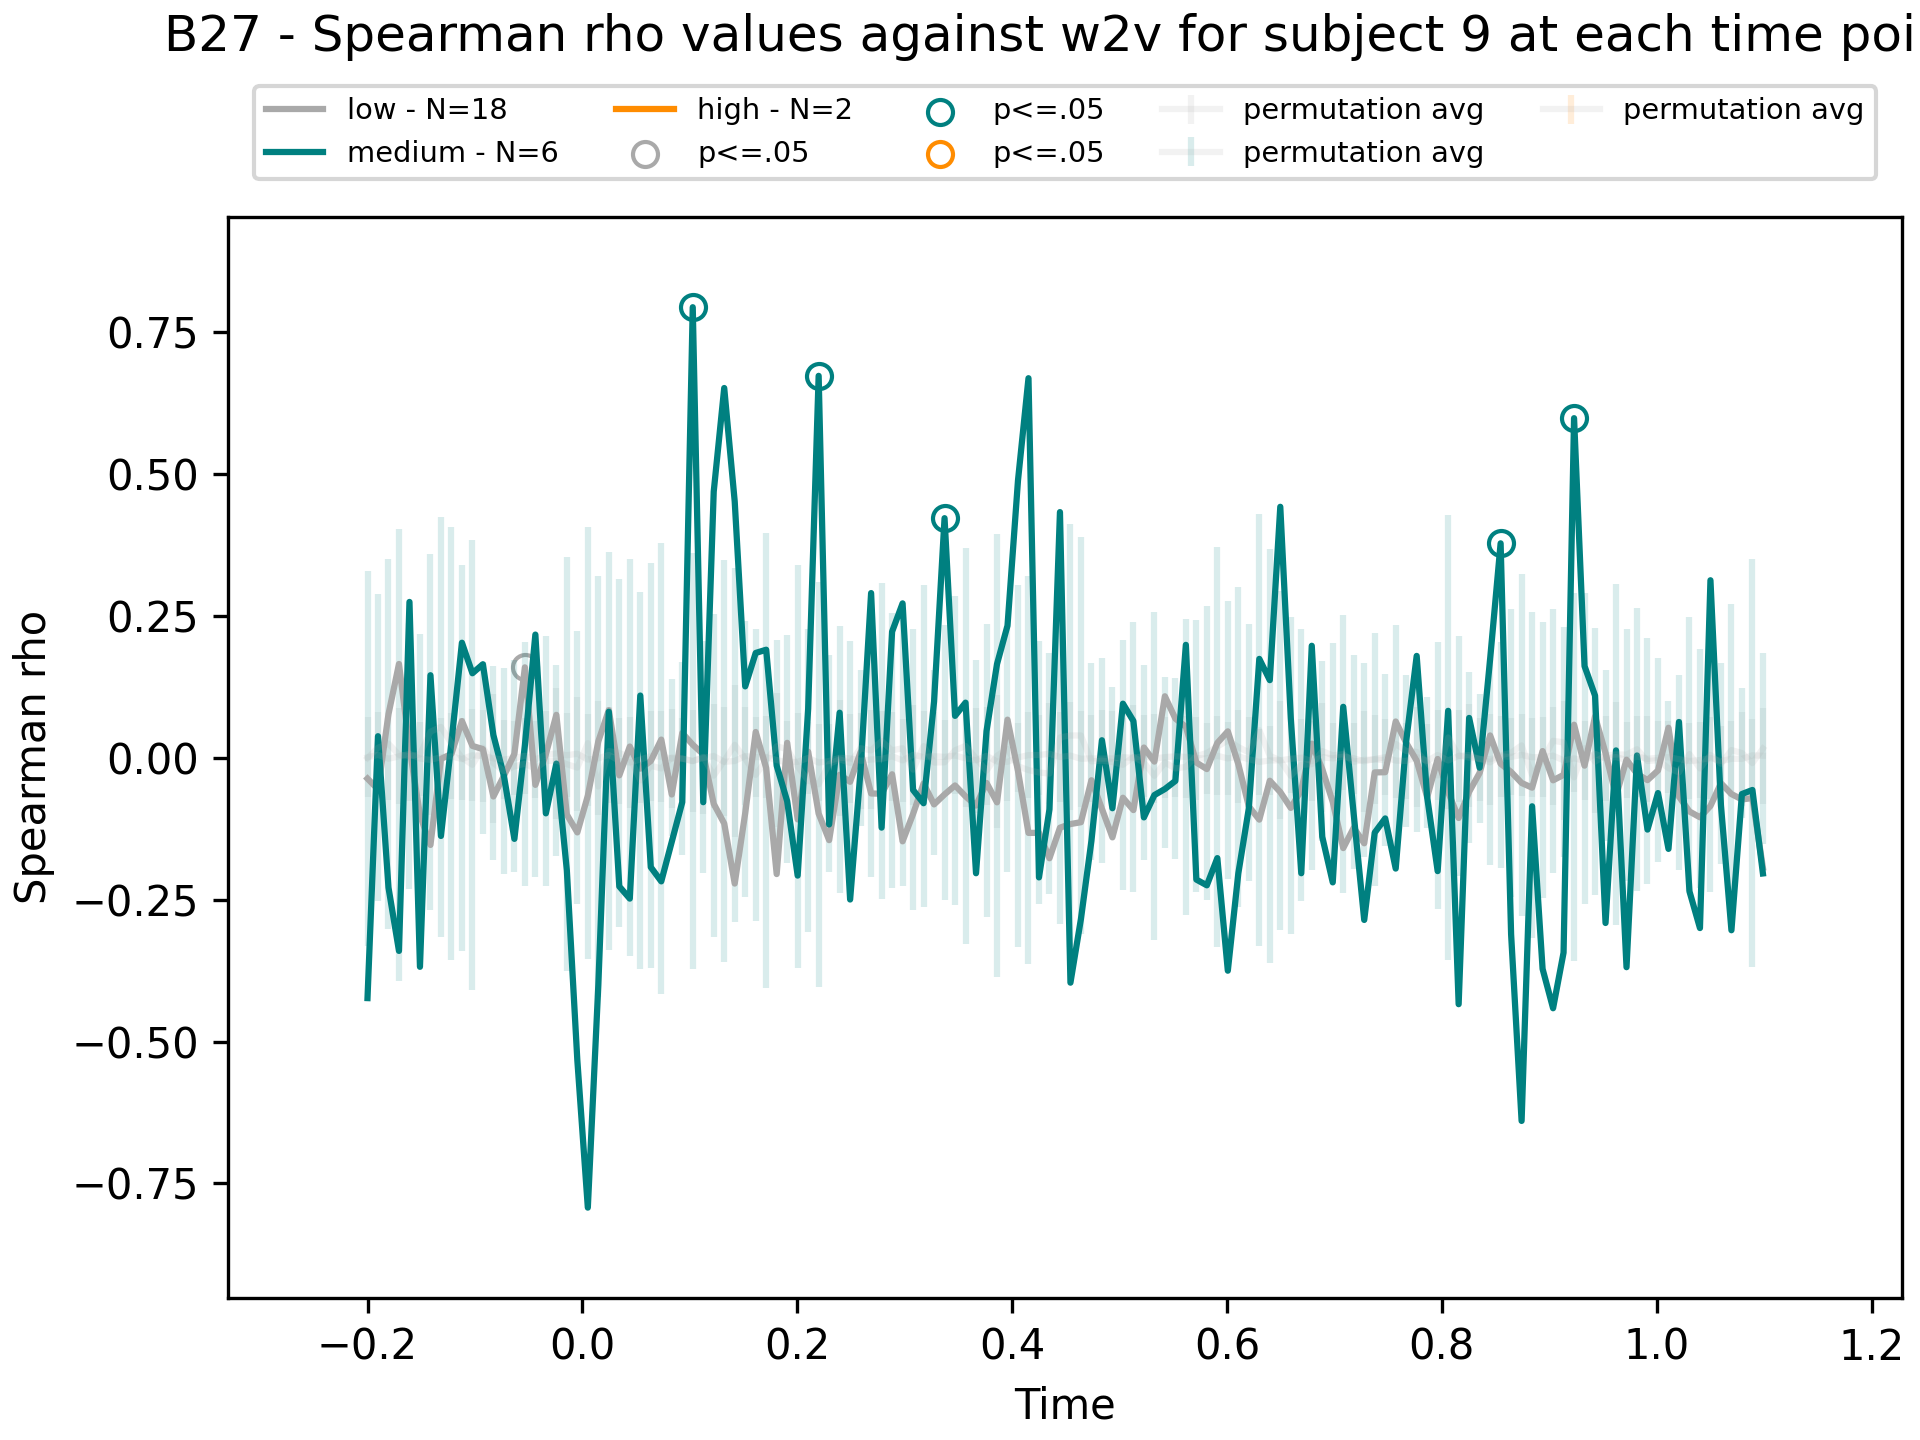 B27 - Spearman rho values against w2v for subject 9 at each time poi
low - N=18
medium - N=6
high - N=2
p<=.05
p<=.05
p<=.05
permutation avg
permutation avg
permutation avg
Spearman rho
0.75
0.50
0.25
0.00
−0.25
−0.50
−0.75
−0.2
0.0
0.2
0.4
0.6
0.8
1.0
1.2
Time